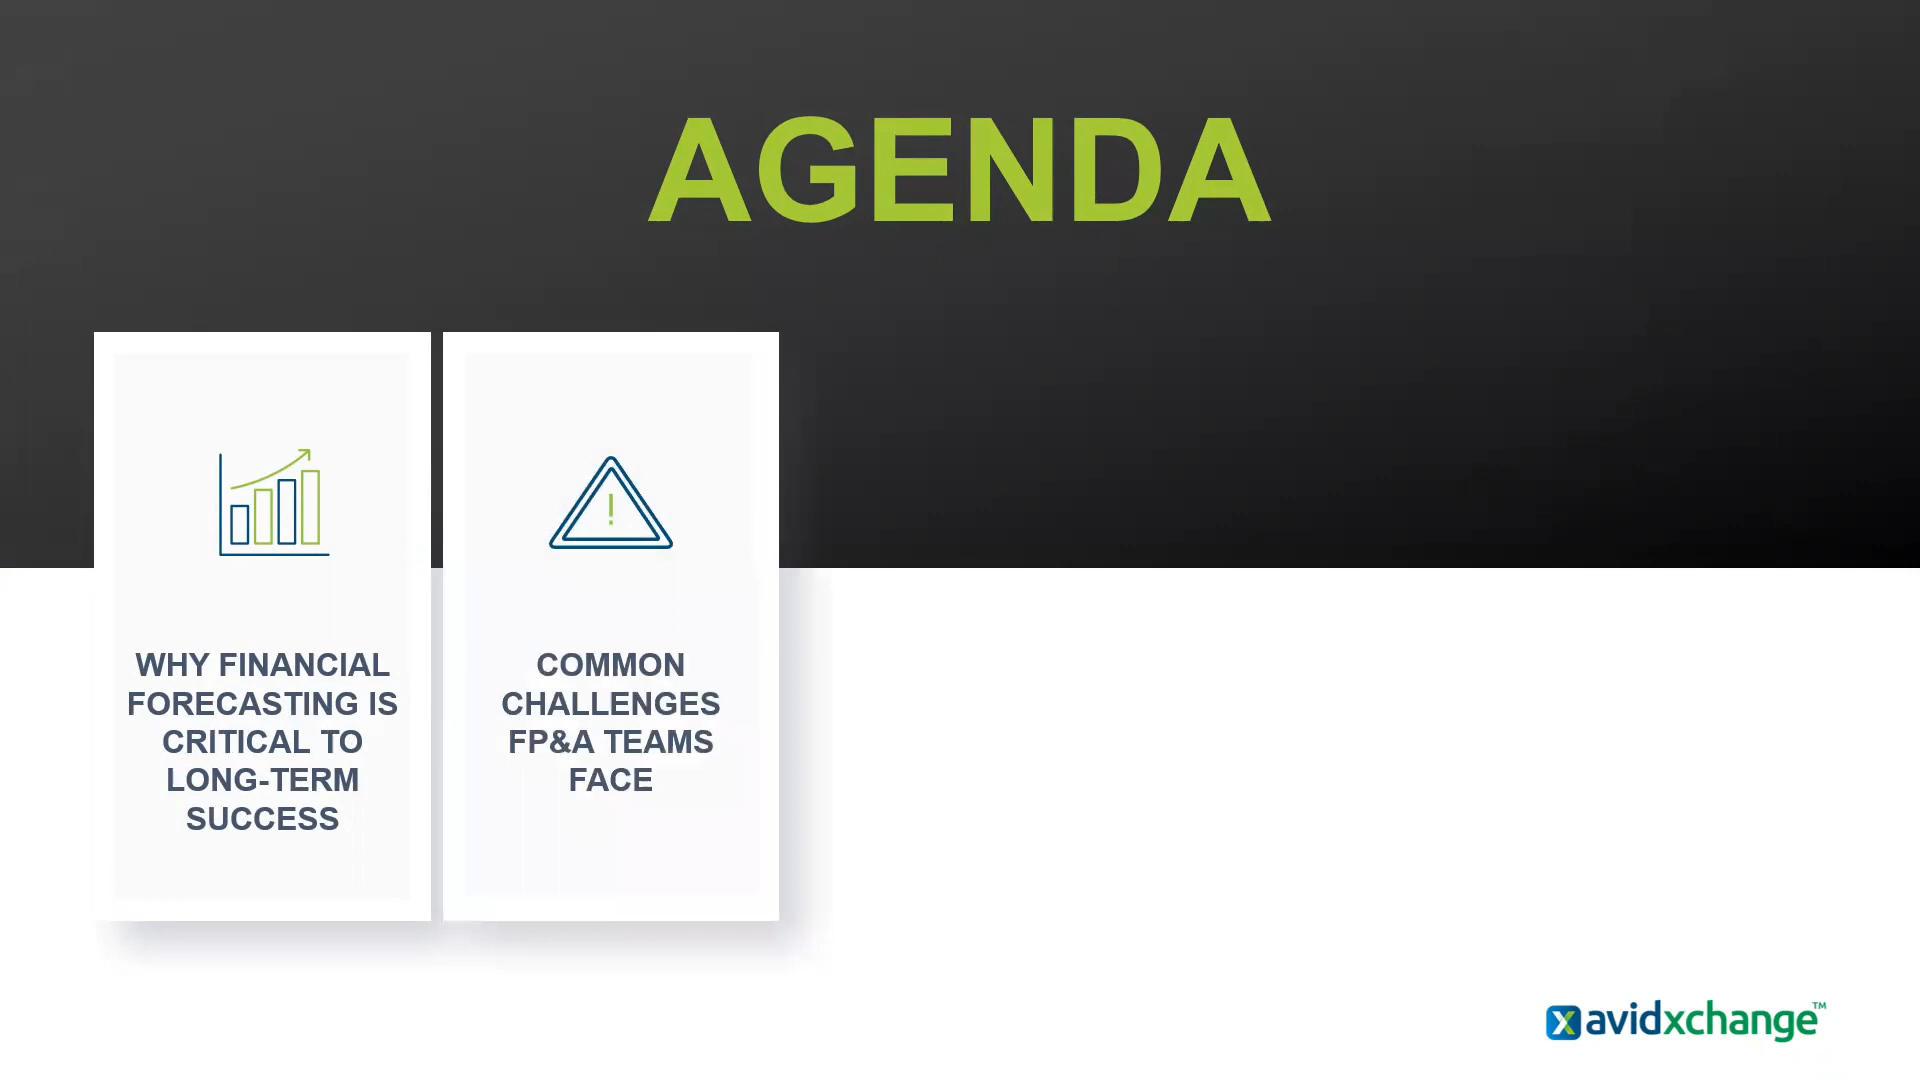 AGENDA
WHY FINANCIAL
FORECASTING IS
CRITICAL TO
LONG-TERM
SUCCESS
COMMON
CHALLENGES
FP&A TEAMS
FACE
avidxchange™